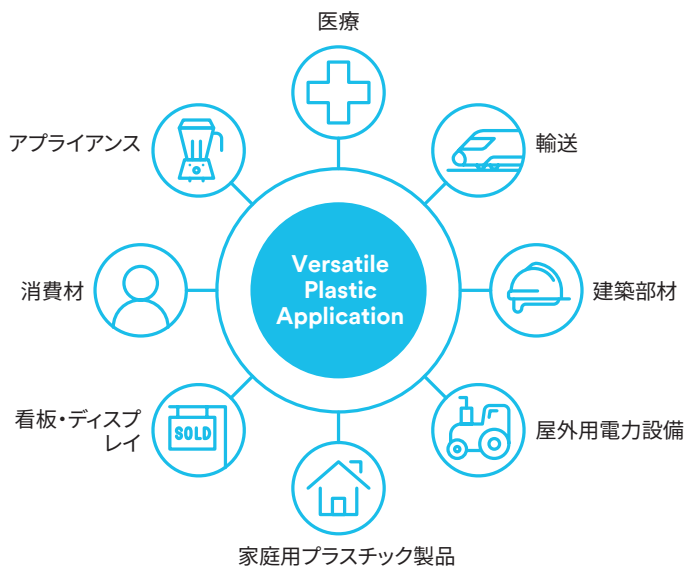 医療
アプライアンス
輸送
Versatile
Plastic
Application
消費材
建築部材
看板・ディスプ
レイ
SOLD
屋外用電力設備
家庭用プラスチック製品